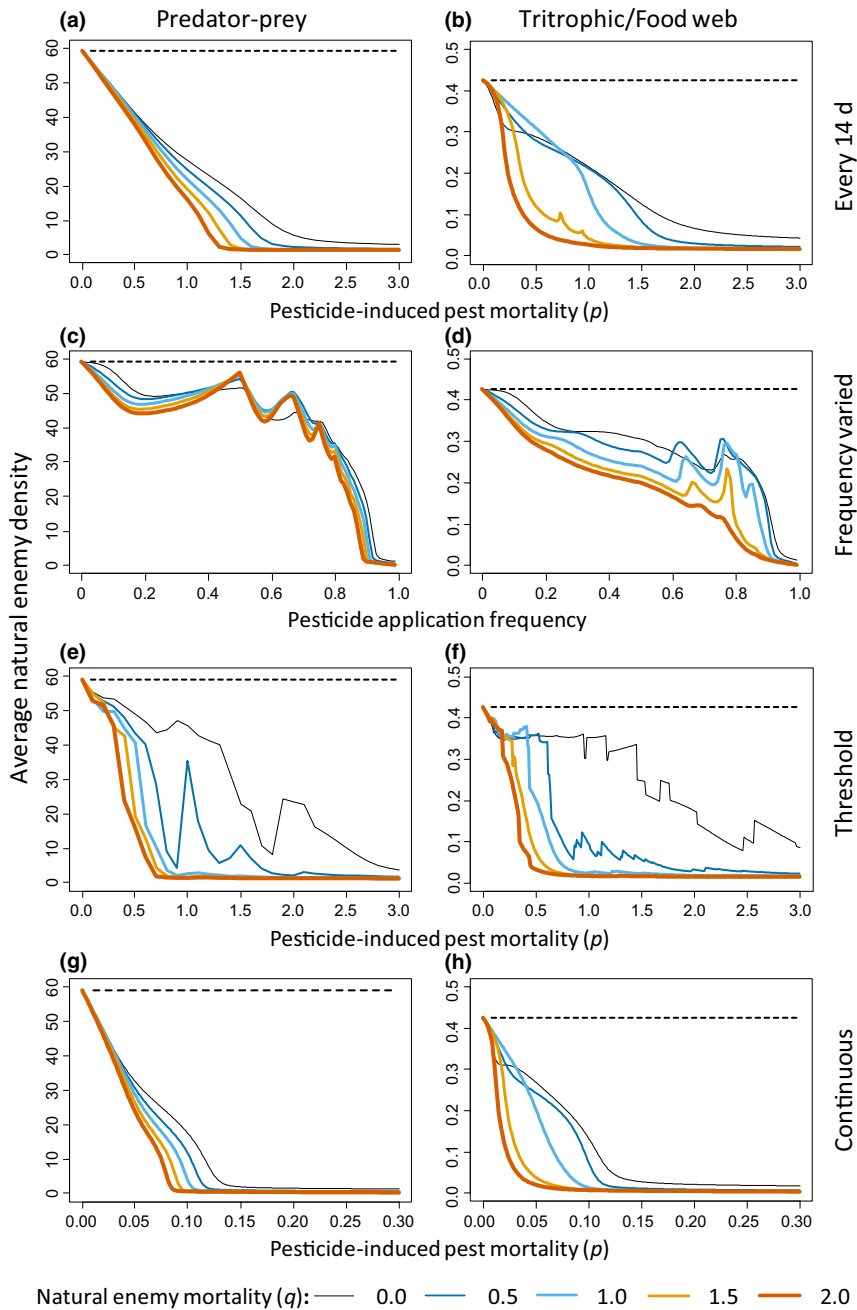 Predator-prey
Tritrophic/Food web
(a)
60
50
40
30
20
10
0
0.0 0.5 1.0 1.5 2.0 2.5 3.0
(b)
0.5
0.4
0.3
0.2
0.1
0.0
0.0 0.5 1.0 1.5 2.0 2.5 3.0
Every 14 d
Pesticide-induced pest mortality (p)
(c)
60
50
40
30
20
10
0
0 0.2 0.4 0.6 0.8 1.0
(d)
0.5
0.4
0.3
0.2
0.1
0.0
0 0.2 0.4 0.6 0.8 1.0
Frequency varied
Pesticide application frequency
Average natural enemy density
(e)
60
50
40
30
20
10
0
0.0 0.5 1.0 1.5 2.0 2.5 3.0
(f)
0.5
0.4
0.3
0.2
0.1
0.0
0.0 0.5 1.0 1.5 2.0 2.5 3.0
Threshold
Pesticide-induced pest mortality (p)
(g)
60
50
40
30
20
10
0
0.00 0.05 0.10 0.15 0.20 0.25 0.30
(h)
0.5
0.4
0.3
0.2
0.1
0.0
0.00 0.05 0.10 0.15 0.20 0.25 0.30
Continuous
Pesticide-induced pest mortality (p)
Natural enemy mortality (q): 0.0 0.5 1.0 1.5 2.0